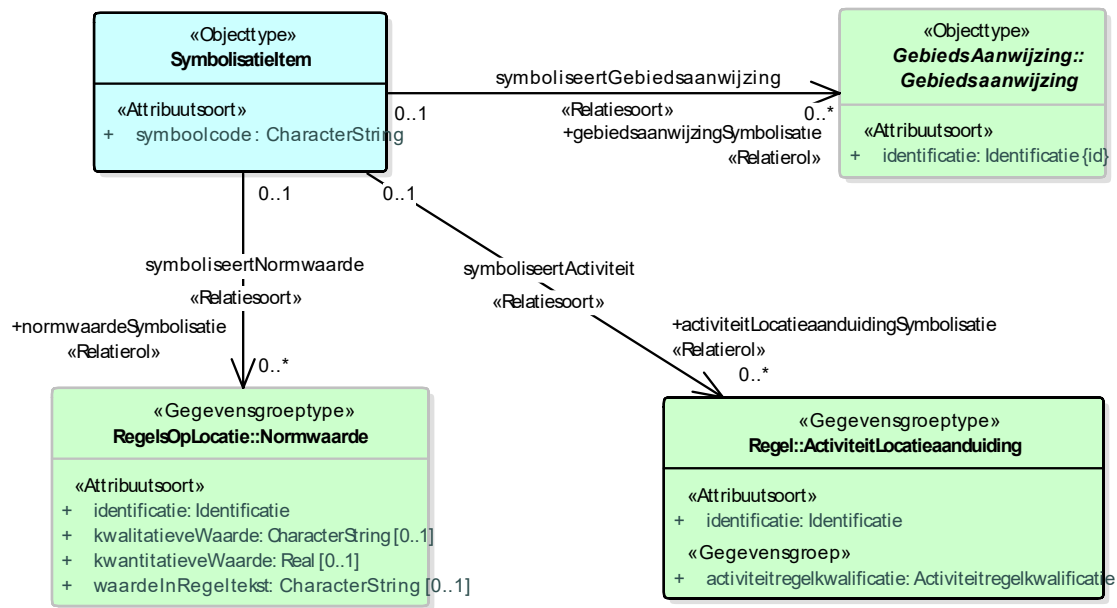 «Objecttype»
SymbolisatieItem
«Attribuutsoort»
+ symboolcode: CharacterString
«Objecttype»
GebiedsAanwijzing::
Gebiedsaanwijzing
«Attribuutsoort»
+ identificatie: Identificatie {id}
symboliseertGebiedsaanwijzing
0..1
«Relatiesoort»
0..*
+gebiedsaanwijzingSymbolisatie
«Relatierol»
0..1
0..1
symboliseertNormwaarde
«Relatiesoort»
+normwaardeSymbolisatie
«Relatierol»
0..*
symboliseertActiviteit
«Relatiesoort»
+activiteitLocatieaanduidingSymbolisatie
«Relatierol»
0..*
«Gegevensgroeptype»
RegelsOpLocatie::Normwaarde
«Attribuutsoort»
+ identificatie: Identificatie
+ kwalitatieveWaarde: CharacterString [0..1]
+ kwantitatieveWaarde: Real [0..1]
+ waardeInRegeltekst: CharacterString [0..1]
«Gegevensgroeptype»
Regel::ActiviteitLocatieaanduiding
«Attribuutsoort»
+ identificatie: Identificatie
«Gegevensgroep»
+ activiteitregelkwalificatie: Activiteitregelkwalificatie